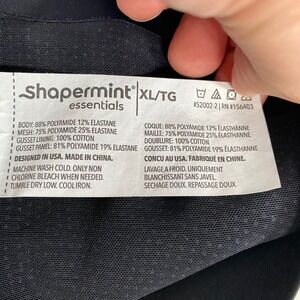 Shapermint®
essentials
XL/TG
#52002-2 | RN #156403
BODY: 88% POLYAMIDE 12% ELASTANE
MESH: 75% POLYAMIDE 25% ELASTANE
GUSSET LINING: 100% COTTON
GUSSET PANEL: 81% POLYAMIDE 19% ELASTANE
DESIGNED IN USA. MADE IN CHINA.
MACHINE WASH COLD. ONLY NON
CHLORINE BLEACH WHEN NEEDED.
TUMBLE DRY LOW. COOL IRON.
COQUE: 88% POLYAMIDE 12% ÉLASTHANNE
MAILLE: 75% POLYAMIDE 25% ÉLASTHANNE
DOUBLURE: 100% COTON
GOUSSET: 81% POLYAMIDE 19% ÉLASTHANNE
CONCU AU USA. FABRIQUÉ EN CHINE.
LAVAGE A FROID. UNIQUEMENT
BLANCHISSANT SANS JAVEL.
SECHAGE DOUX. REPASSAGE DOUX.